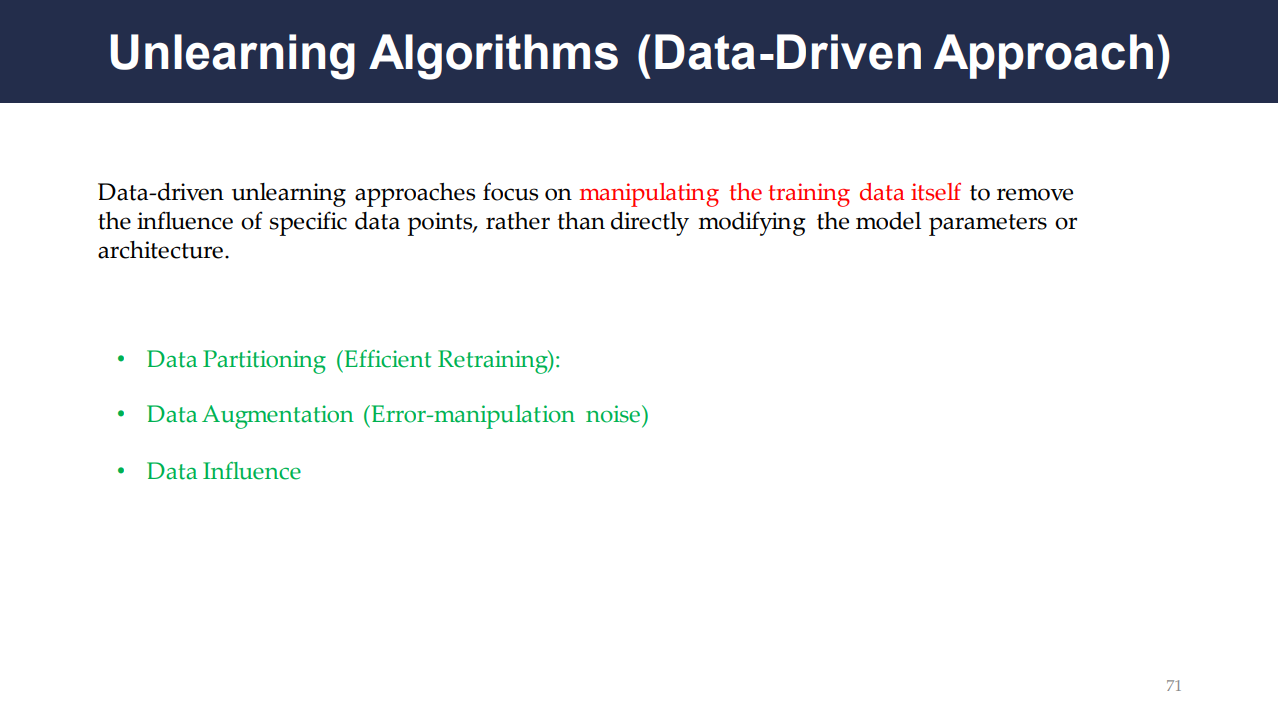 Unlearning Algorithms (Data-Driven Approach)
Data-driven unlearning approaches focus on manipulating the training data itself to remove
the influence of specific data points, rather than directly modifying the model parameters or
architecture.
• Data Partitioning (Efficient Retraining):
• Data Augmentation (Error-manipulation noise)
• Data Influence
71